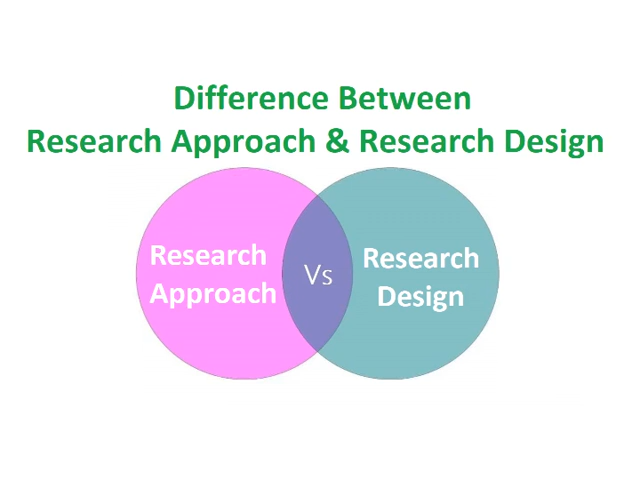 Difference Between
Research Approach & Research Design
Research
Approach
Vs
Research
Design